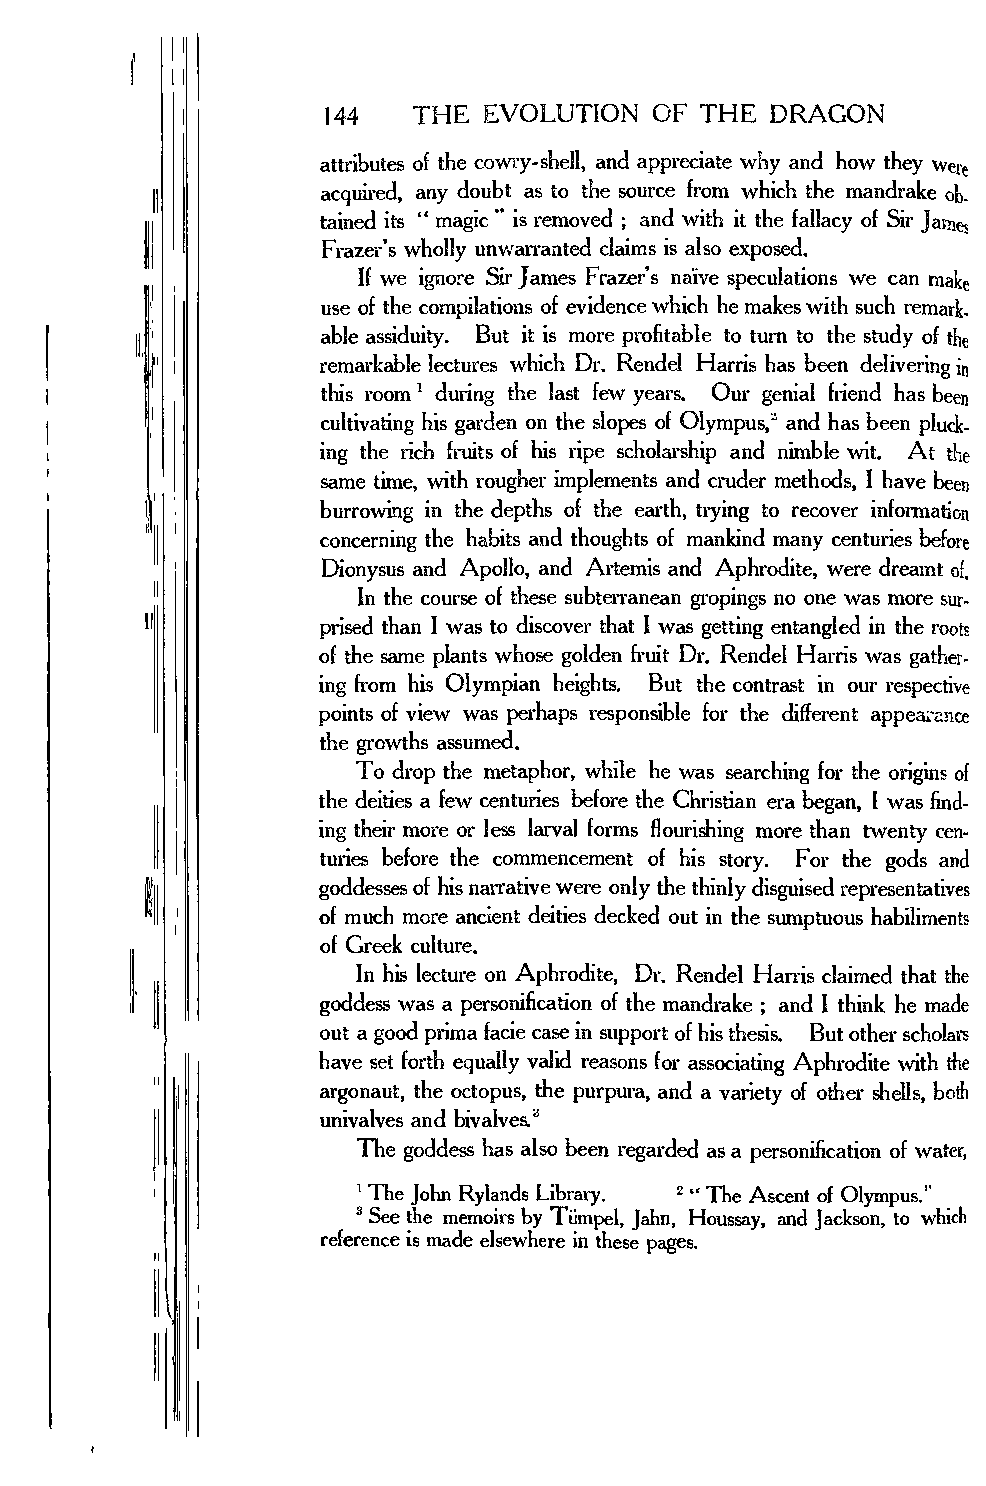 144 THE EVOLUTION OF THE DRAGON
attributes of the cowry-shell, and appreciate why and how they were
acquired, any doubt as to the source from which the mandrake ob-
tained its “ magic ” is removed ; and with it the fallacy of Sir James
Frazer’s wholly unwarranted claims is also exposed.
If we ignore Sir James Frazer’s naïve speculations we can make
use of the compilations of evidence which he makes with such remark-
able assiduity. But it is more profitable to turn to the study of the
remarkable lectures which Dr. Rendel Harris has been delivering in
this room ¹ during the last few years. Our genial friend has been
cultivating his garden on the slopes of Olympus,² and has been pluck-
ing the rich fruits of his ripe scholarship and nimble wit. At the
same time, with rougher implements and cruder methods, I have been
burrowing in the depths of the earth, trying to recover information
concerning the habits and thoughts of mankind many centuries before
Dionysus and Apollo, and Artemis and Aphrodite, were dreamt of.
In the course of these subterranean gropings no one was more sur-
prised than I was to discover that I was getting entangled in the roots
of the same plants whose golden fruit Dr. Rendel Harris was gather-
ing from his Olympian heights. But the contrast in our respective
points of view was perhaps responsible for the different appearance
the growths assumed.
To drop the metaphor, while he was searching for the origins of
the deities a few centuries before the Christian era began, I was find-
ing their more or less larval forms flourishing more than twenty cen-
turies before the commencement of his story. For the gods and
goddesses of his narrative were only the thinly disguised representatives
of much more ancient deities decked out in the sumptuous habiliments
of Greek culture.
In his lecture on Aphrodite, Dr. Rendel Harris claimed that the
goddess was a personification of the mandrake ; and I think he made
out a good prima facie case in support of his thesis. But other scholars
have set forth equally valid reasons for associating Aphrodite with the
argonaut, the octopus, the purpura, and a variety of other shells, both
univalves and bivalves.³
The goddess has also been regarded as a personification of water,
¹ The John Rylands Library. ² “ The Ascent of Olympus.”
³ See the memoirs by Tümpel, Jahn, Houssay, and Jackson, to which
reference is made elsewhere in these pages.